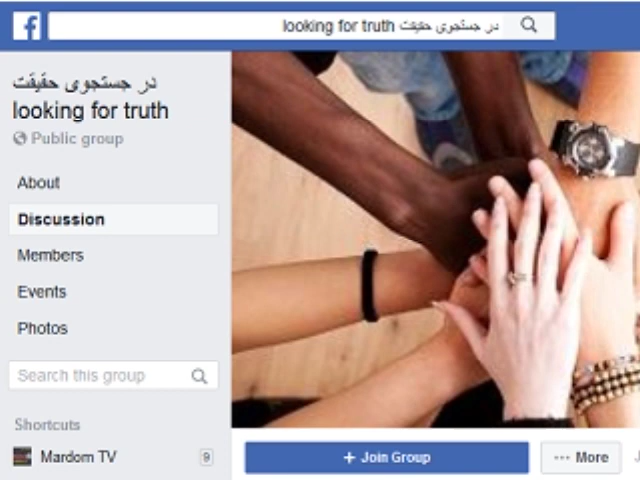 f
looking for truth در جستجوی حقیقت
در جستجوی حقیقت
looking for truth
Public group
About
Discussion
Members
Events
Photos
Search this group
Shortcuts
Mardom TV 9
+ Join Group
••• More